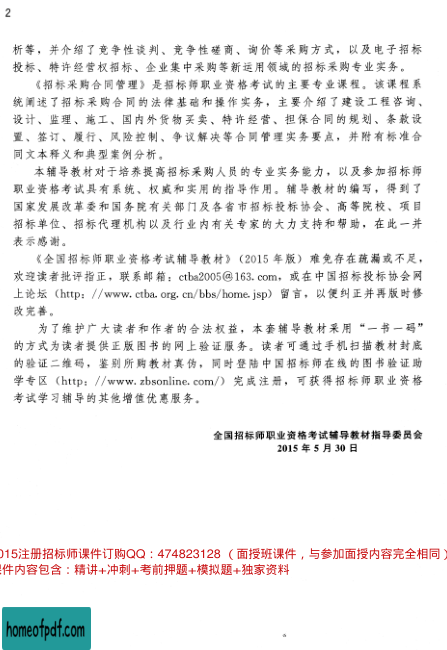 2
析等，并介绍了竞争性谈判、竞争性磋商、询价等采购方式，以及电子招标
投标、特许经营权招标、企业集中采购等新运用领域的招标采购专业实务。
《招标采购合同管理》是招标师职业资格考试的主要专业课程。该课程系
统阐述了招标采购合同的法律基础和操作实务，主要介绍了建设工程咨询、
设计、监理、施工、国内外货物买卖、特许经营、担保合同的规划、条款设
置、签订、履行、风险控制、争议解决等合同管理实务要点，并附有标准合
同文本释义和典型案例分析。
本辅导教材对于培养提高招标采购人员的专业实务能力，以及参加招标师
职业资格考试具有系统、权威和实用的指导作用。辅导教材的编写，得到了
国家发展改革委和国务院有关部门及各省市招标投标协会、高等院校、项目
招标单位、招标代理机构以及行业内有关专家的大力支持和帮助，在此一并
表示感谢。
《全国招标师职业资格考试辅导教材》（2015 年版）难免存在疏漏或不足，
欢迎读者批评指正，联系邮箱：ctba2005@163.com，或在中国招标投标协会网
上论坛（http：//www.ctba.org.cn/bbs/home.jsp）留言，以便纠正并再版时修
改完善。
为了维护广大读者和作者的合法权益，本套辅导教材采用“一书一码”
的方式为读者提供正版图书的网上验证服务。读者可通过手机扫描教材封底
的验证二维码，鉴别所购教材真伪，同时登陆中国招标师在线的图书验证助
学专区（http：//www.zbsonline.com/）完成注册，可获得招标师职业资格
考试学习辅导的其他增值优惠服务。
全国招标师职业资格考试辅导教材指导委员会
2015 年 5 月 30 日
015注册招标师课件订购QQ：474823128 （面授班课件，与参加面授内容完全相同）
课件内容包含：精讲+冲刺+考前押题+模拟题+独家资料
homeofpdf.com
。